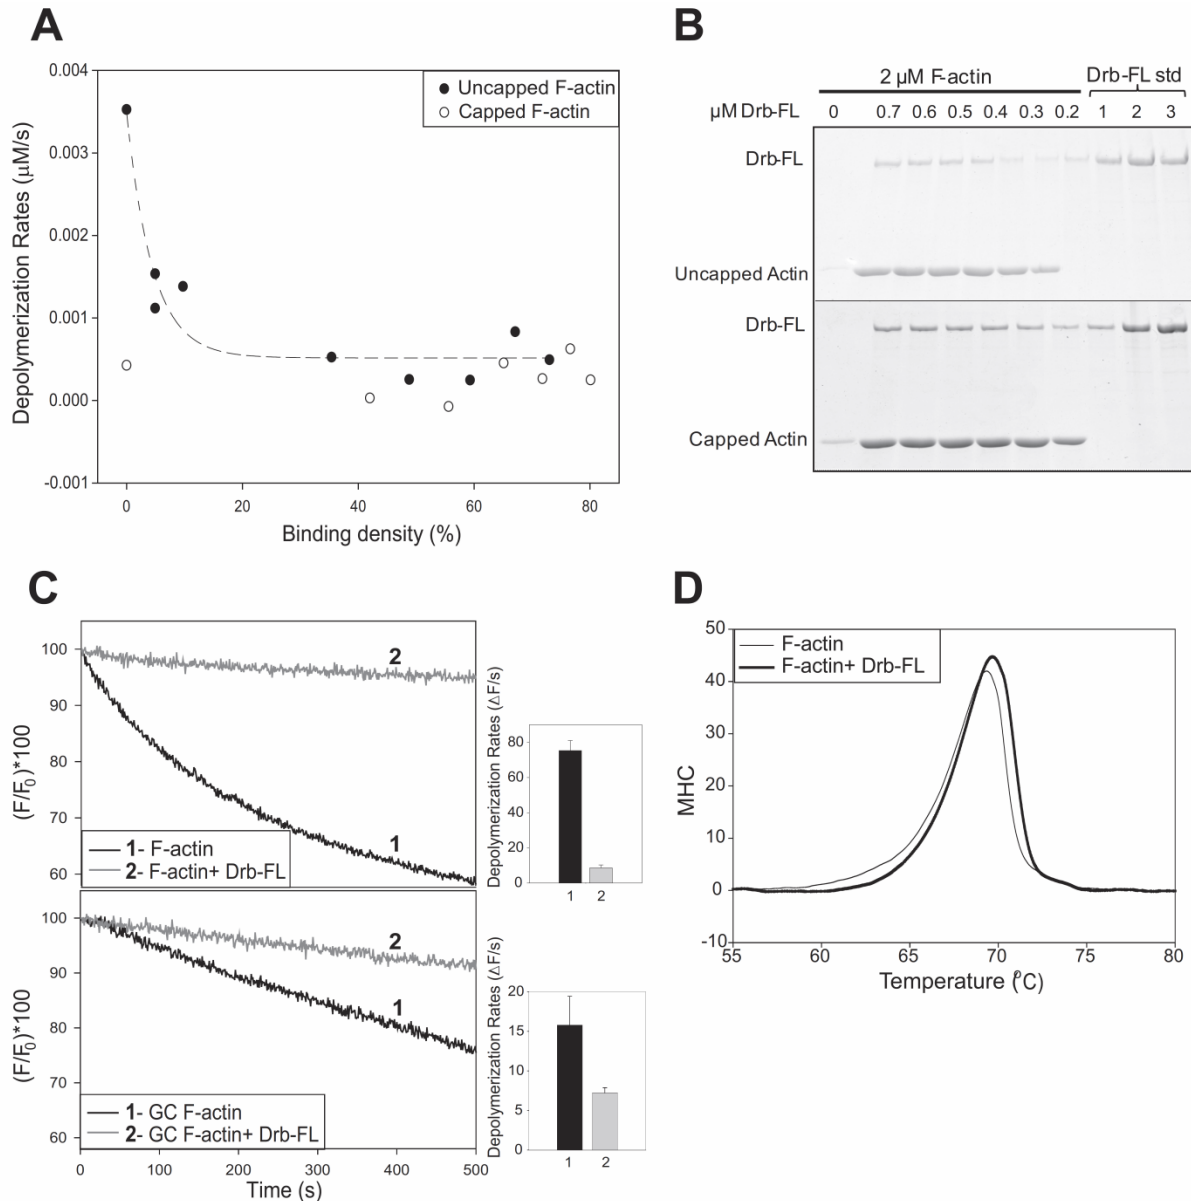 A
Depolymerization Rates (μM/s)
0.004
0.003
0.002
0.001
0.000
-0.001
Uncapped F-actin
Capped F-actin
0 20 40 60 80
Binding density (%)
B
2 μM F-actin Drb-FL std
μM Drb-FL 0 0.7 0.6 0.5 0.4 0.3 0.2 1 2 3
Drb-FL
Uncapped Actin
Drb-FL
Capped Actin
C
(F/F0)*100
100
90
80
70
60
2
1
1- F-actin
2- F-actin+ Drb-FL
Depolymerization Rates (ΔF/s)
80
60
40
20
0
1 2
(F/F0)*100
100
90
80
70
60
2
1
1- GC F-actin
2- GC F-actin+ Drb-FL
0 100 200 300 400 500
Time (s)
Depolymerization Rates (ΔF/s)
20
15
10
5
0
1 2
D
MHC
50
40
30
20
10
0
-10
F-actin
F-actin+ Drb-FL
55 60 65 70 75 80
Temperature (°C)